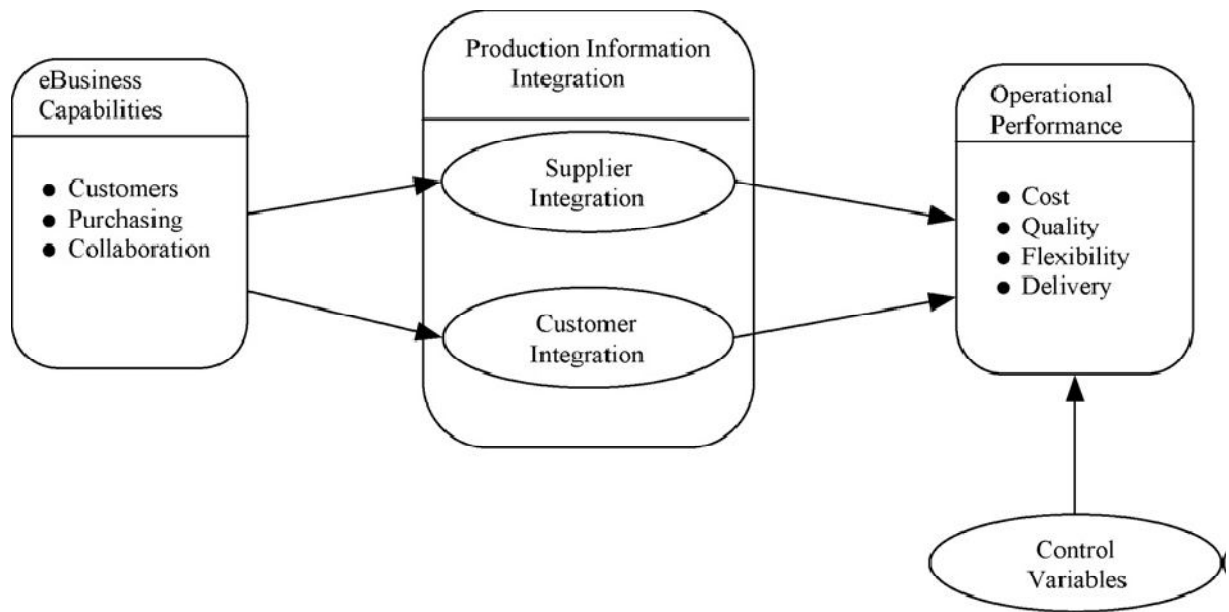 eBusiness
Capabilities
● Customers
● Purchasing
● Collaboration
Production Information
Integration
Supplier
Integration
Customer
Integration
Operational
Performance
● Cost
● Quality
● Flexibility
● Delivery
Control
Variables